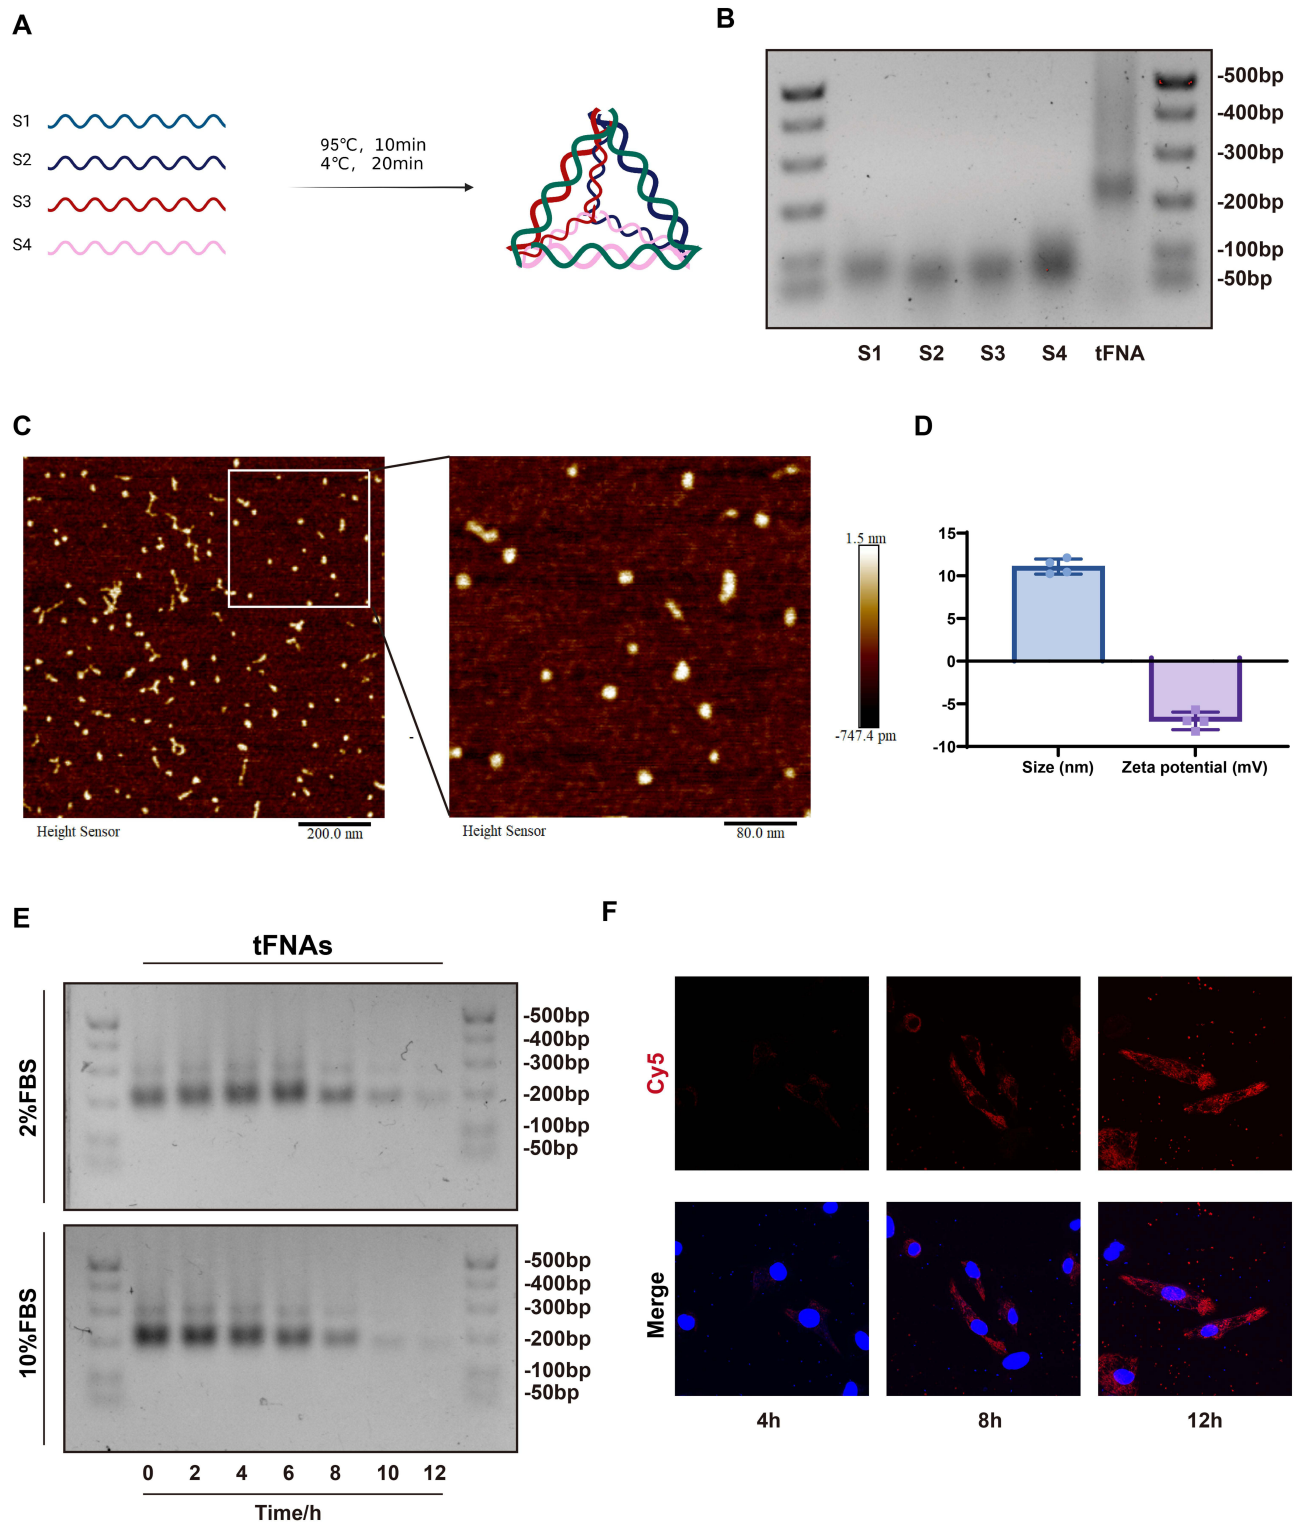 A
S1
S2
S3
S4
95℃, 10min
4℃, 20min
B
-500bp
-400bp
-300bp
-200bp
-100bp
-50bp
S1 S2 S3 S4 tFNA
C
Height Sensor
200.0 nm
Height Sensor
80.0 nm
1.5 nm
-747.4 pm
D
15
10
5
0
-5
-10
Size (nm) Zeta potential (mV)
E
tFNAs
2%FBS
-500bp
-400bp
-300bp
-200bp
-100bp
-50bp
10%FBS
-500bp
-400bp
-300bp
-200bp
-100bp
-50bp
0 2 4 6 8 10 12
Time/h
F
Cy5
Merge
4h 8h 12h